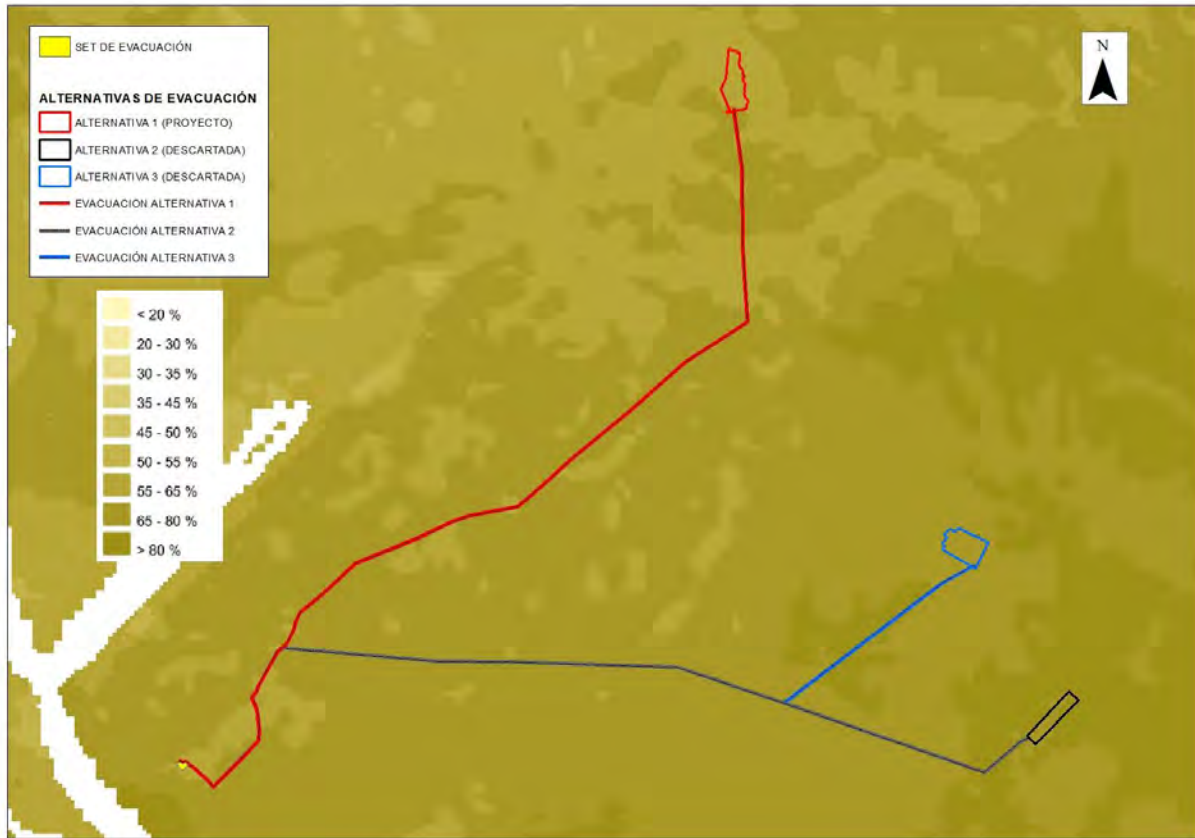 SET DE EVACUACIÓN
ALTERNATIVAS DE EVACUACIÓN
ALTERNATIVA 1 (PROYECTO)
ALTERNATIVA 2 (DESCARTADA)
ALTERNATIVA 3 (DESCARTADA)
EVACUACIÓN ALTERNATIVA 1
EVACUACIÓN ALTERNATIVA 2
EVACUACIÓN ALTERNATIVA 3
N
< 20 %
20 - 30 %
30 - 35 %
35 - 45 %
45 - 50 %
50 - 55 %
55 - 65 %
65 - 80 %
> 80 %